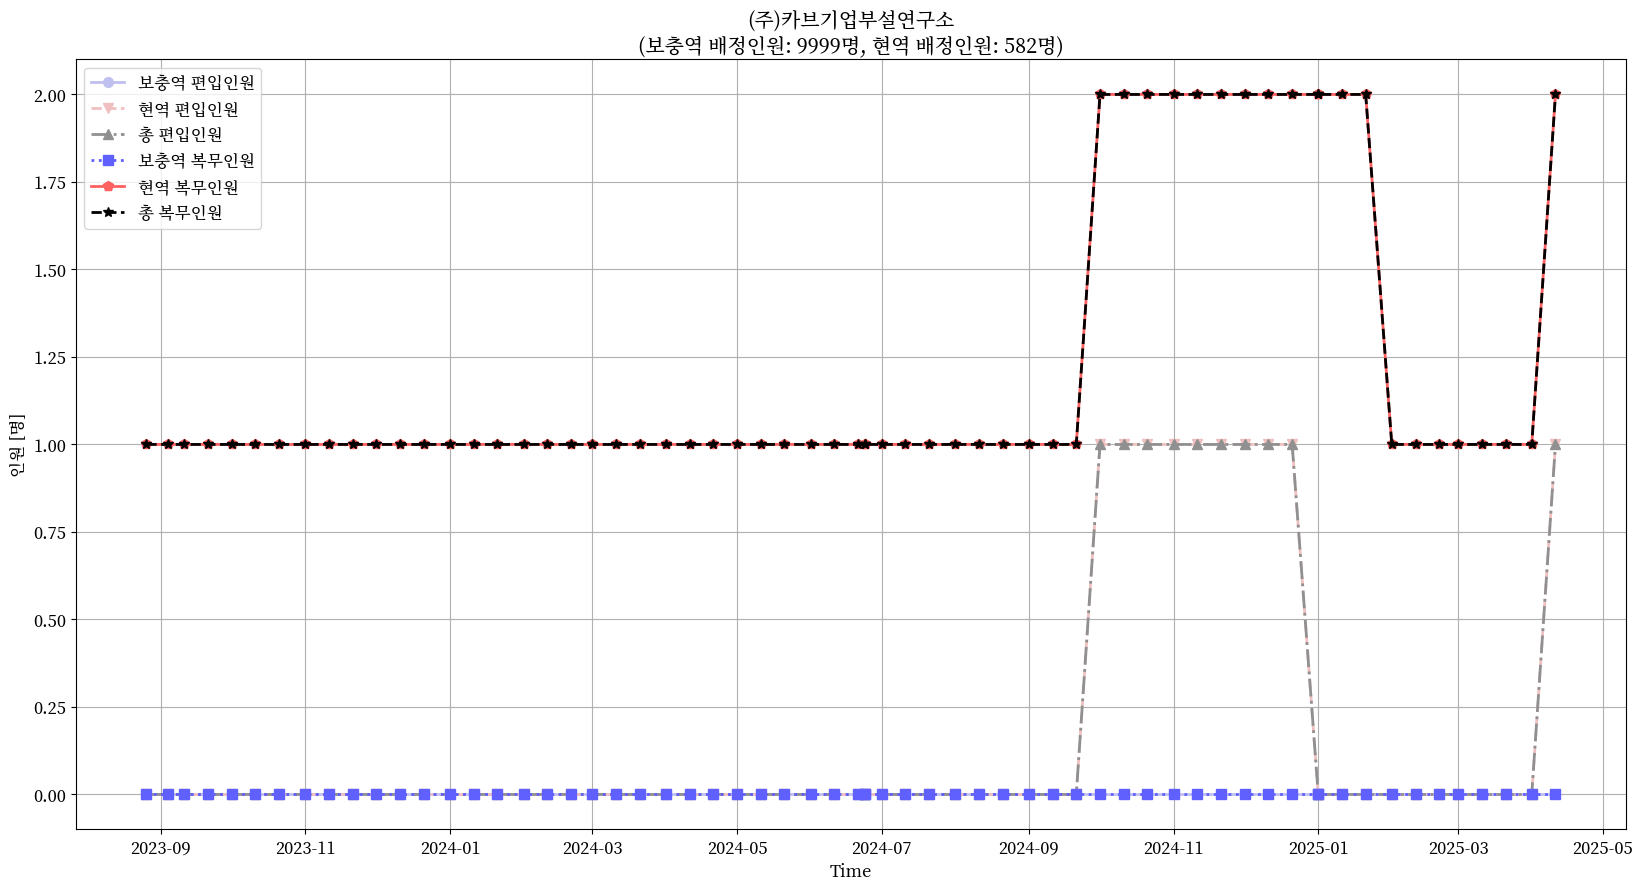 (주)카브기업부설연구소
(보충역 배정인원: 9999명, 현역 배정인원: 582명)
보충역 편입인원
현역 편입인원
총 편입인원
보충역 복무인원
현역 복무인원
총 복무인원
2.00
1.75
1.50
1.25
1.00
0.75
0.50
0.25
0.00
인원 [명]
2023-09 2023-11 2024-01 2024-03 2024-05 2024-07 2024-09 2024-11 2025-01 2025-03 2025-05
Time